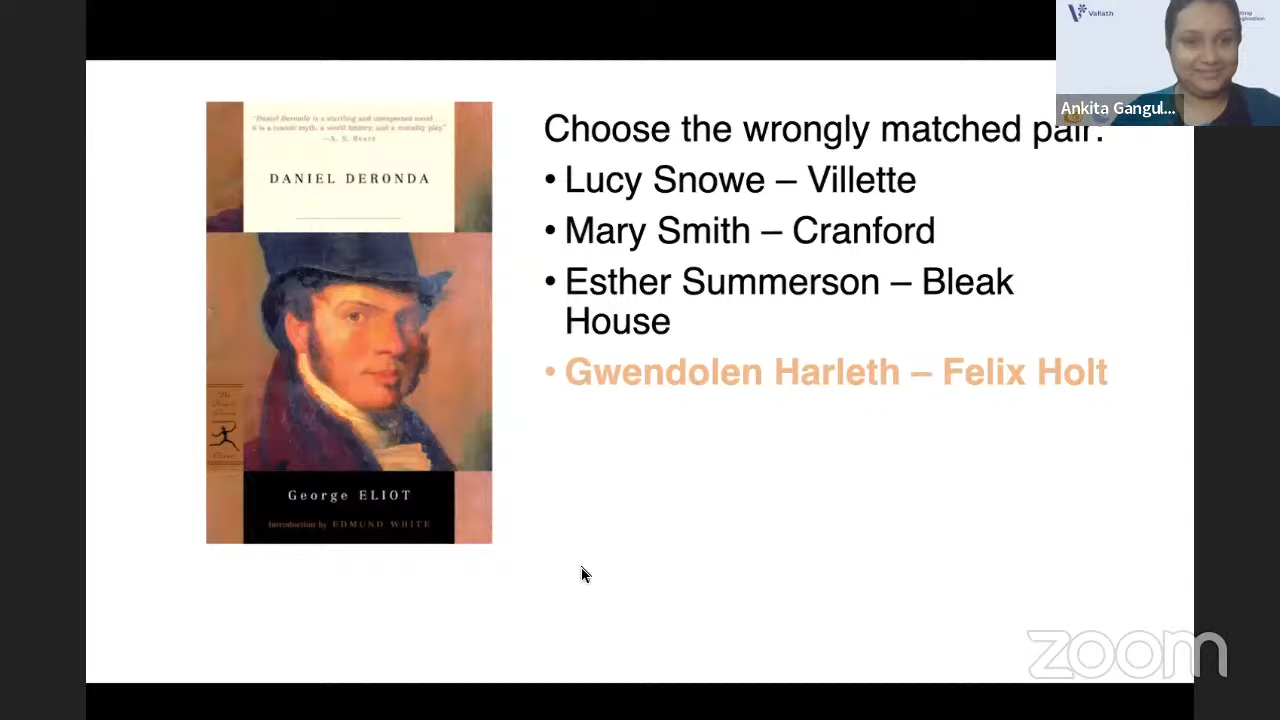 Valiath
Ankita Gangul...
Choose the wrongly matched pair:
• Lucy Snowe – Villette
• Mary Smith – Cranford
• Esther Summerson – Bleak
House
• Gwendolen Harleth – Felix Holt
"Daniel Deronda is a startling and unexpected novel
it is a cosmic myth, a world history, and a morality play"
—A. S. BYATT
DANIEL DERONDA
George ELIOT
Introduction by EDMUND WHITE
zoom